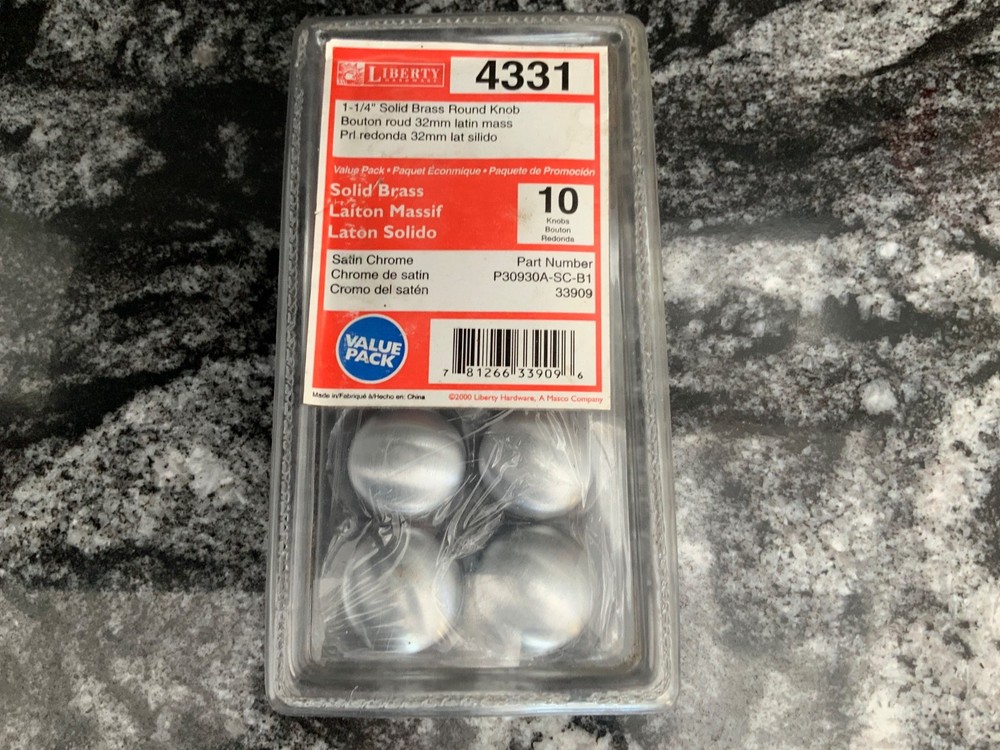 LIBERTY
HARDWARE
4331
1-1/4" Solid Brass Round Knob
Bouton roud 32mm latin mass
Prl.redonda 32mm lat silido
Value Pack • Paquet Éconmique • Paquete de Promoción
Solid Brass
Laiton Massif
Latòn Solido
10
Knobs
Bouton
Redonda
Satin Chrome
Chrome de satin
Cromo del satén
Part Number
P30930A-SC-B1
33909
VALUE
PACK
7 81266 33909 6
Made in/Fabriqué à/Hecho en: China
©2000 Liberty Hardware, A Masco Company